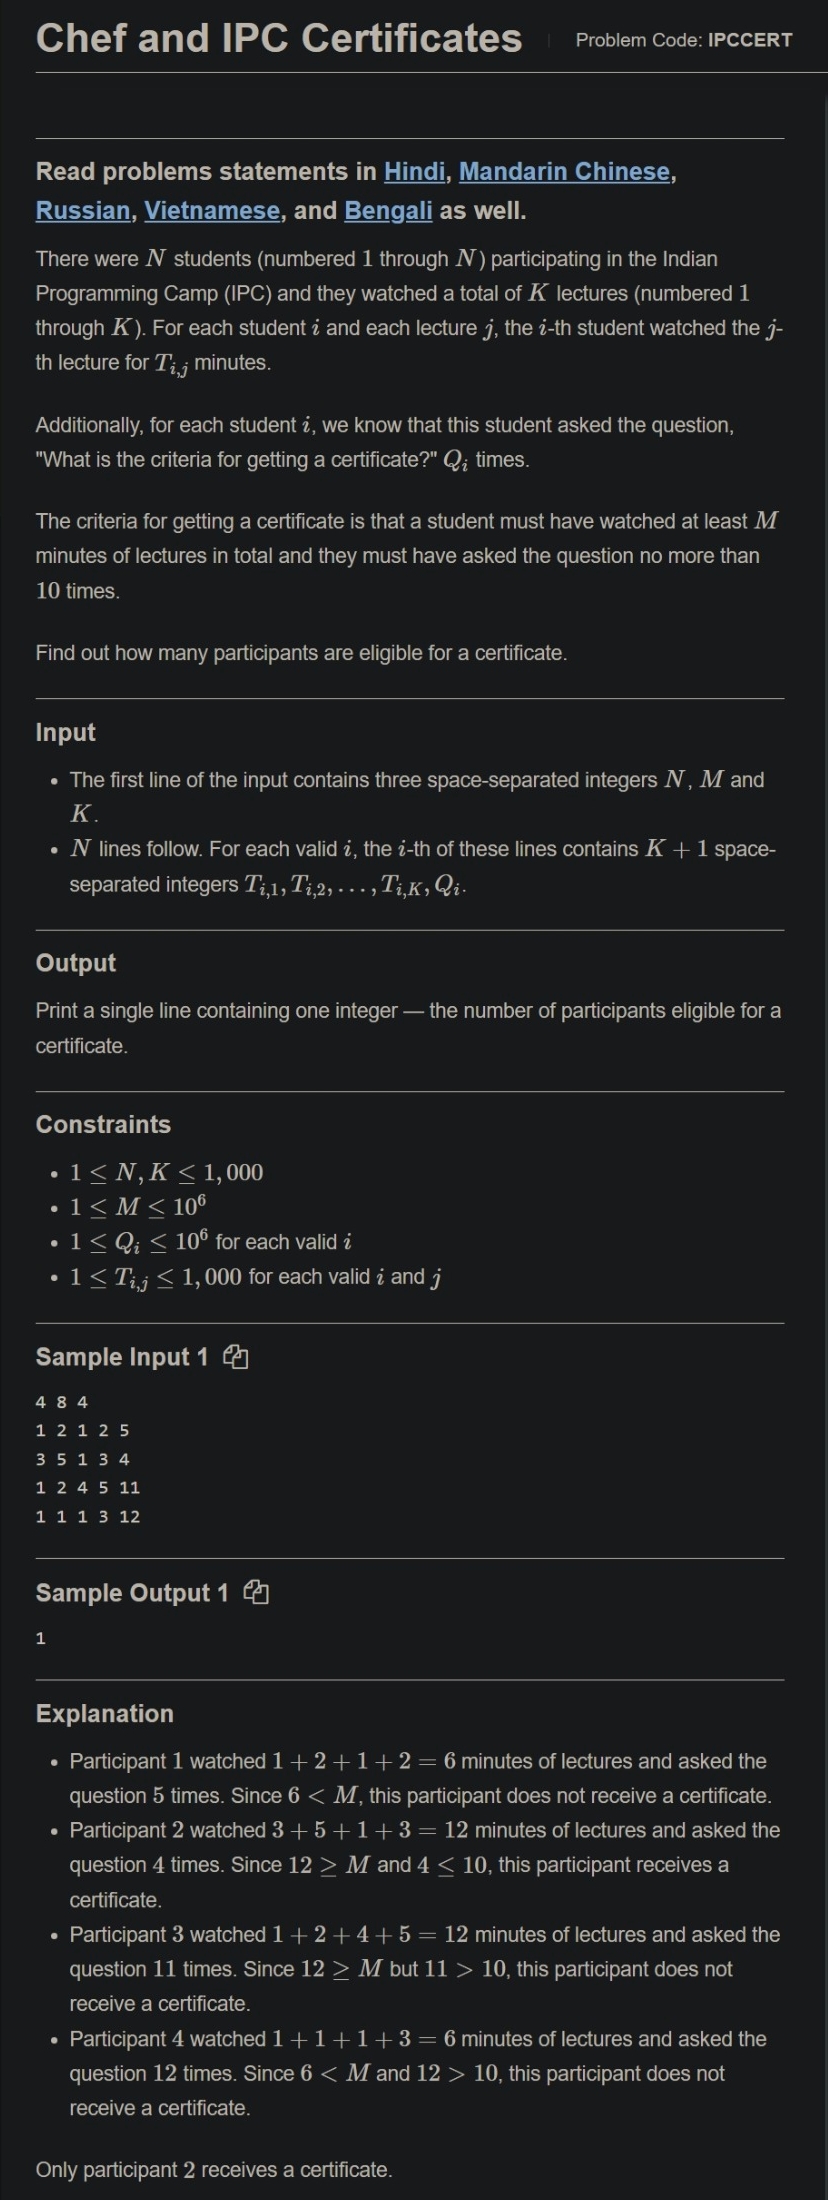 Chef and IPC Certificates | Problem Code: IPCCERT
Read problems statements in Hindi, Mandarin Chinese,
Russian, Vietnamese, and Bengali as well.
There were N students (numbered 1 through N) participating in the Indian
Programming Camp (IPC) and they watched a total of K lectures (numbered 1
through K). For each student i and each lecture j, the i-th student watched the j-
th lecture for T_{i,j} minutes.
Additionally, for each student i, we know that this student asked the question,
"What is the criteria for getting a certificate?" Q_i times.
The criteria for getting a certificate is that a student must have watched at least M
minutes of lectures in total and they must have asked the question no more than
10 times.
Find out how many participants are eligible for a certificate.
Input
• The first line of the input contains three space-separated integers N, M and
K.
• N lines follow. For each valid i, the i-th of these lines contains K + 1 space-
separated integers T_{i,1}, T_{i,2}, . . . , T_{i,K}, Q_i.
Output
Print a single line containing one integer — the number of participants eligible for a
certificate.
Constraints
• 1 ≤ N, K ≤ 1,000
• 1 ≤ M ≤ 10^6
• 1 ≤ Q_i ≤ 10^6 for each valid i
• 1 ≤ T_{i,j} ≤ 1,000 for each valid i and j
Sample Input 1
4 8 4
1 2 1 2 5
3 5 1 3 4
1 2 4 5 11
1 1 1 3 12
Sample Output 1
1
Explanation
• Participant 1 watched 1 + 2 + 1 + 2 = 6 minutes of lectures and asked the
question 5 times. Since 6 < M, this participant does not receive a certificate.
• Participant 2 watched 3 + 5 + 1 + 3 = 12 minutes of lectures and asked the
question 4 times. Since 12 ≥ M and 4 ≤ 10, this participant receives a
certificate.
• Participant 3 watched 1 + 2 + 4 + 5 = 12 minutes of lectures and asked the
question 11 times. Since 12 ≥ M but 11 > 10, this participant does not
receive a certificate.
• Participant 4 watched 1 + 1 + 1 + 3 = 6 minutes of lectures and asked the
question 12 times. Since 6 < M and 12 > 10, this participant does not
receive a certificate.
Only participant 2 receives a certificate.